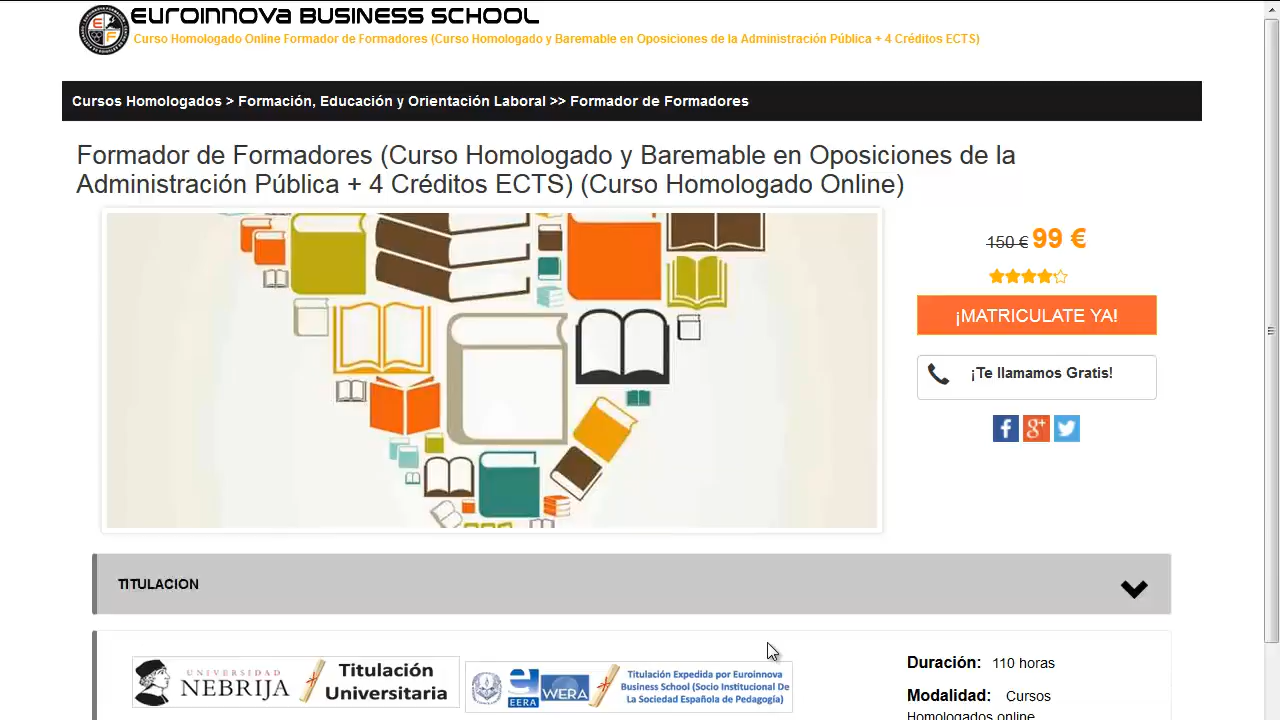 EUROINNOVA BUSINESS SCHOOL
Curso Homologado Online Formador de Formadores (Curso Homologado y Baremable en Oposiciones de la Administración Pública + 4 Créditos ECTS)
Cursos Homologados > Formación, Educación y Orientación Laboral >> Formador de Formadores
Formador de Formadores (Curso Homologado y Baremable en Oposiciones de la
Administración Pública + 4 Créditos ECTS) (Curso Homologado Online)
150 € 99 €
¡MATRICULATE YA!
¡Te llamamos Gratis!
TITULACION
UNIVERSIDAD
NEBRIJA
Titulación
Universitaria
EERA
WERA
Titulación Expedida por Euroinnova
Business School (Socio Institucional De
La Sociedad Española de Pedagogía)
Duración: 110 horas
Modalidad: Cursos
Homologados online